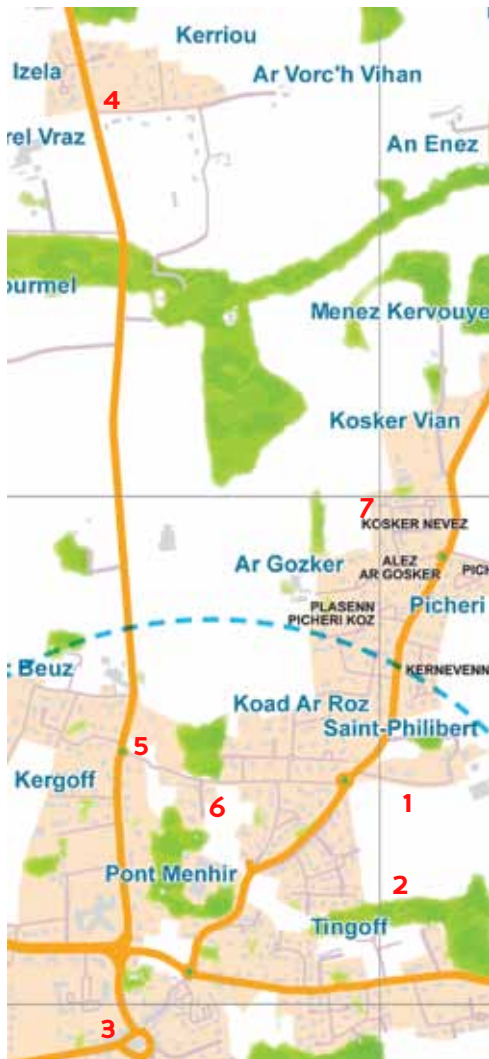 Kerriou
Izela
Ar Vorc'h Vihan
4
rel Vraz
An Enez
ourmel
Menez Kervouye
Kosker Vian
7
KOSKER NEVEZ
Ar Gozker
ALEZ
AR GOSKER
PICH
PLASENN
PICHERI KOZ
Picheri
Beuz
KERNEVENN
Koad Ar Roz
Saint-Philibert
5
Kergoff
6
1
Pont Menhir
2
Tingoff
3